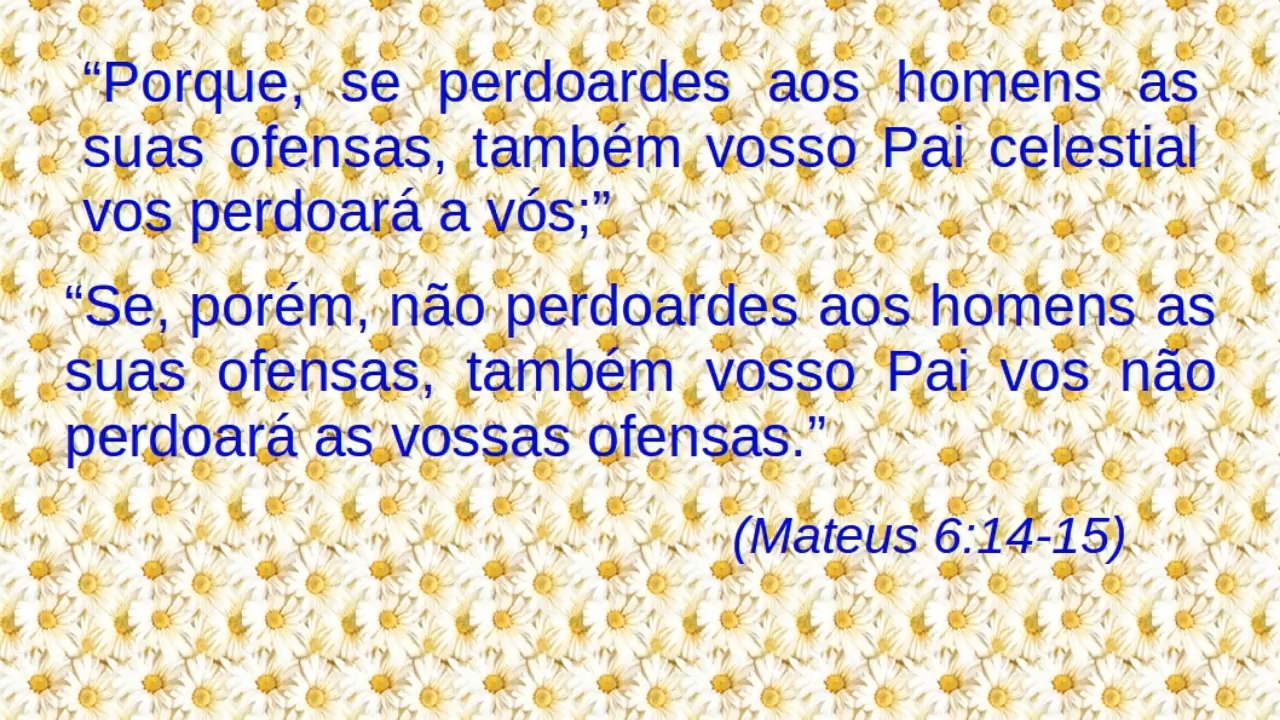 “Porque, se perdoardes aos homens as
suas ofensas, também vosso Pai celestial
vos perdoará a vós;”
“Se, porém, não perdoardes aos homens as
suas ofensas, também vosso Pai vos não
perdoará as vossas ofensas.”
(Mateus 6:14-15)